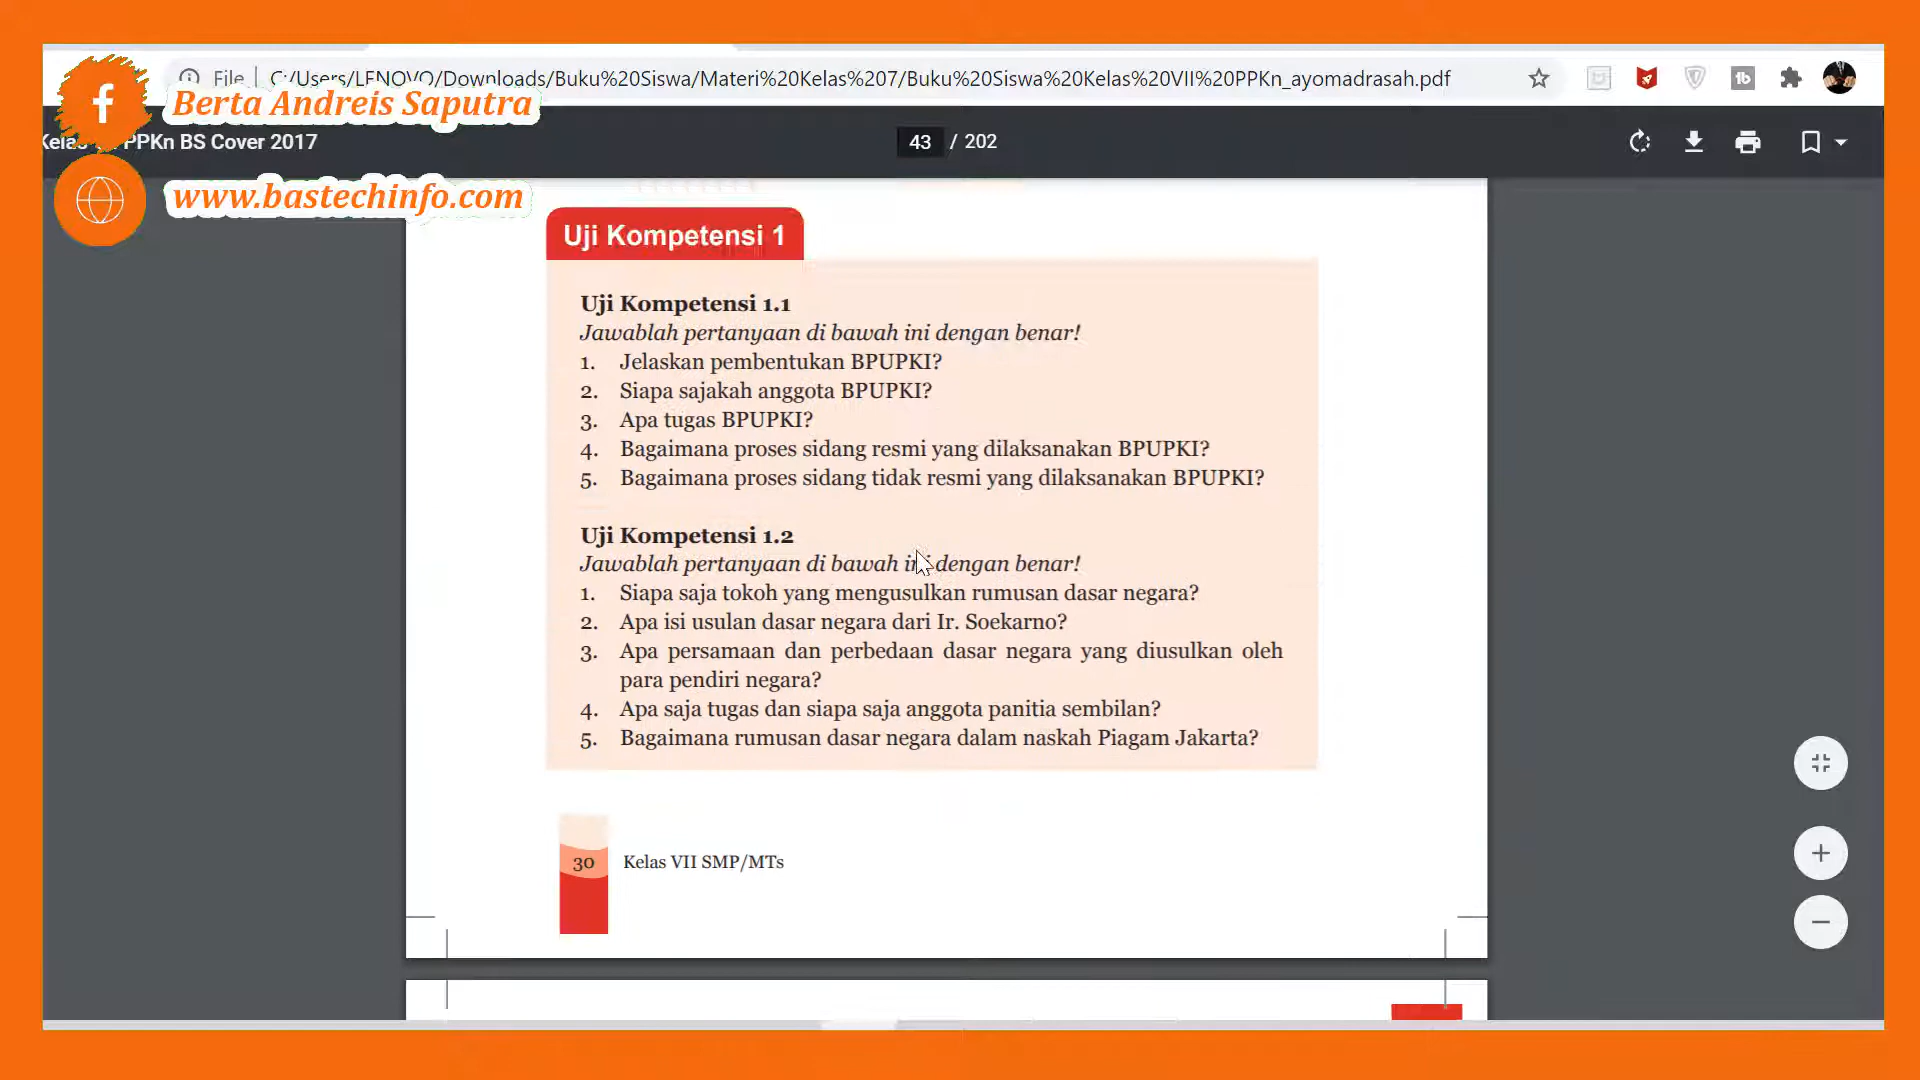 File C:/Users/LENOVO/Downloads/Buku%20Siswa/Materi%20Kelas%207/Buku%20Siswa%20Kelas%20VII%20PPKn_ayomadrasah.pdf
Berta Andreis Saputra
PPKn BS Cover 2017
43 / 202
www.bastechinfo.com
Uji Kompetensi 1
Uji Kompetensi 1.1
Jawablah pertanyaan di bawah ini dengan benar!
1. Jelaskan pembentukan BPUPKI?
2. Siapa sajakah anggota BPUPKI?
3. Apa tugas BPUPKI?
4. Bagaimana proses sidang resmi yang dilaksanakan BPUPKI?
5. Bagaimana proses sidang tidak resmi yang dilaksanakan BPUPKI?
Uji Kompetensi 1.2
Jawablah pertanyaan di bawah ini dengan benar!
1. Siapa saja tokoh yang mengusulkan rumusan dasar negara?
2. Apa isi usulan dasar negara dari Ir. Soekarno?
3. Apa persamaan dan perbedaan dasar negara yang diusulkan oleh
para pendiri negara?
4. Apa saja tugas dan siapa saja anggota panitia sembilan?
5. Bagaimana rumusan dasar negara dalam naskah Piagam Jakarta?
30 Kelas VII SMP/MTs